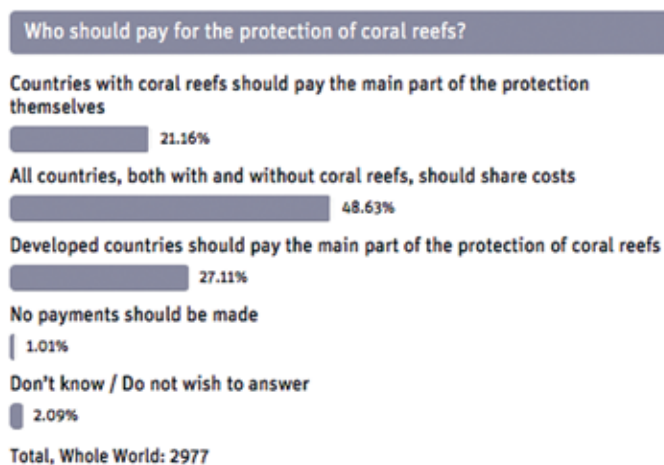 Who should pay for the protection of coral reefs?
Countries with coral reefs should pay the main part of the protection
themselves
21.16%
All countries, both with and without coral reefs, should share costs
48.63%
Developed countries should pay the main part of the protection of coral reefs
27.11%
No payments should be made
1.01%
Don't know / Do not wish to answer
2.09%
Total, Whole World: 2977